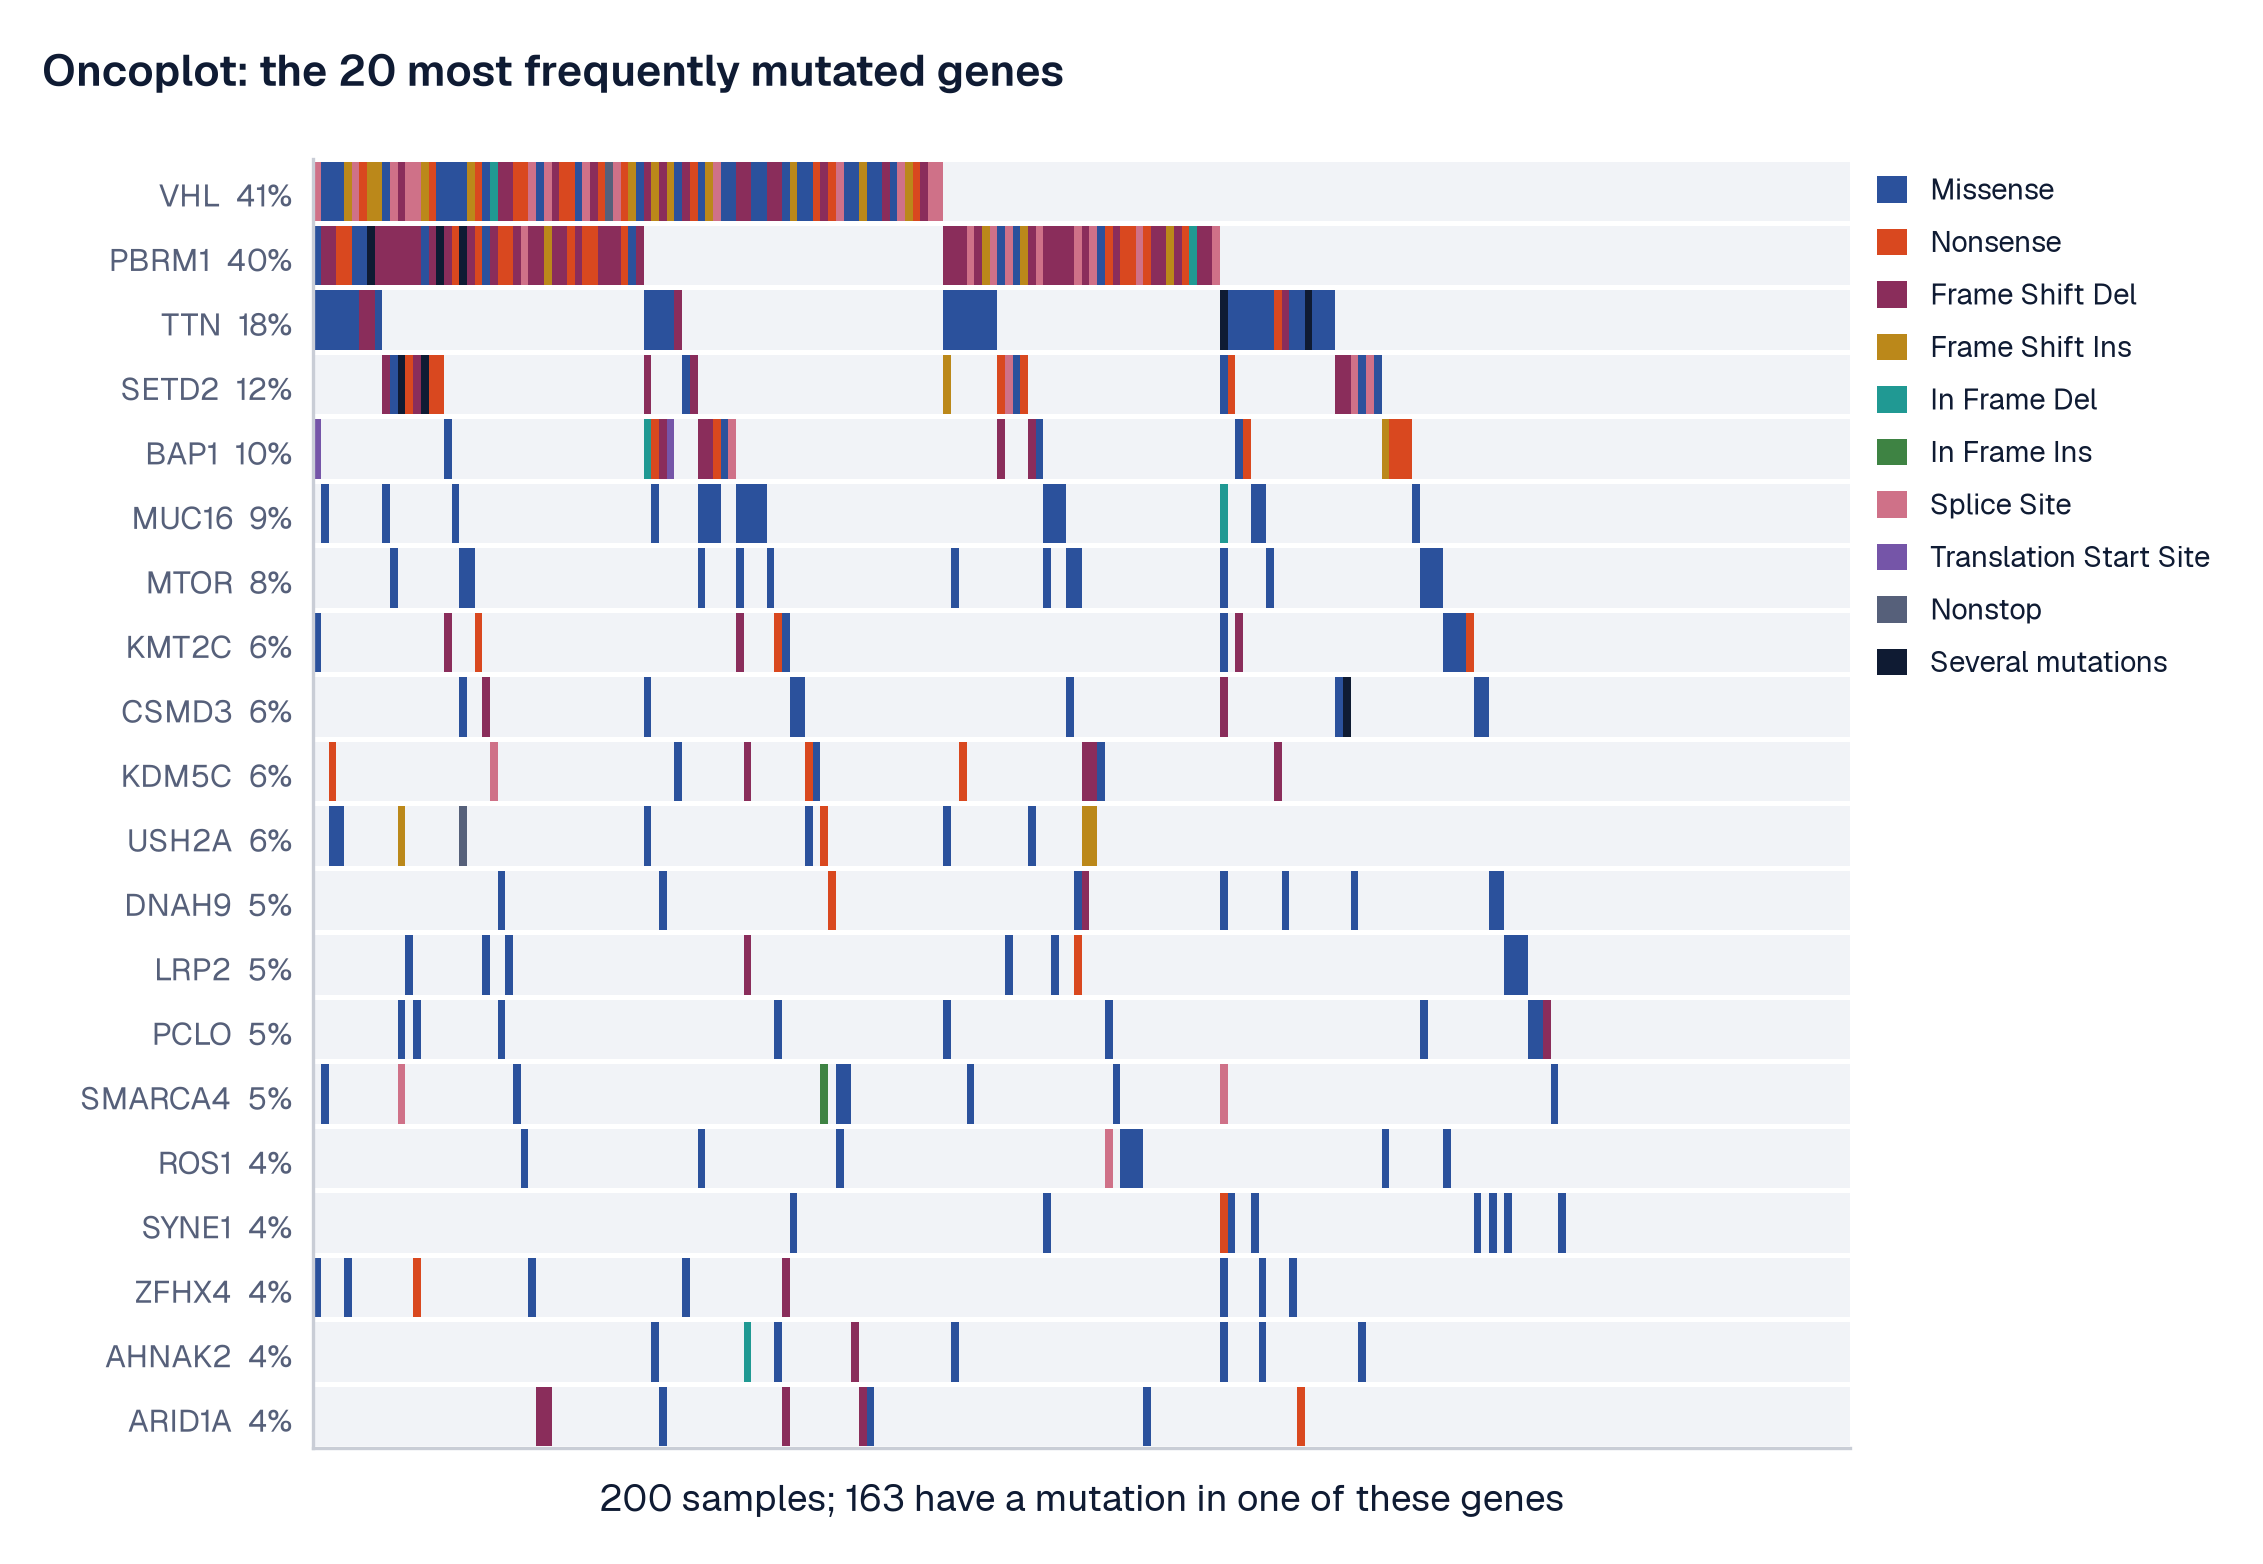 Oncoplot: the 20 most frequently mutated genes
VHL 41%
PBRM1 40%
TTN 18%
SETD2 12%
BAP1 10%
MUC16 9%
MTOR 8%
KMT2C 6%
CSMD3 6%
KDM5C 6%
USH2A 6%
DNAH9 5%
LRP2 5%
PCLO 5%
SMARCA4 5%
ROS1 4%
SYNE1 4%
ZFHX4 4%
AHNAK2 4%
ARID1A 4%
Missense
Nonsense
Frame Shift Del
Frame Shift Ins
In Frame Del
In Frame Ins
Splice Site
Translation Start Site
Nonstop
Several mutations
200 samples; 163 have a mutation in one of these genes